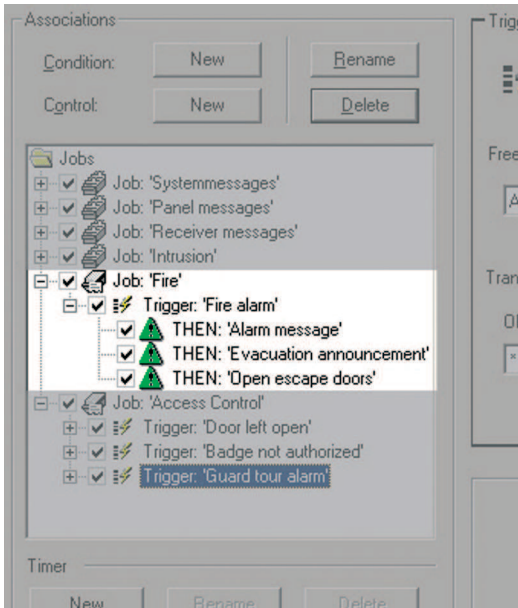 Associations
Trig
Condition: New Rename
Control: New Delete
Free
A
Jobs
Job: 'Systemmessages'
Job: 'Panel messages'
Job: 'Receiver messages'
Job: 'Intrusion'
Tran
Job: 'Fire'
Trigger: 'Fire alarm'
THEN: 'Alarm message'
THEN: 'Evacuation announcement'
THEN: 'Open escape doors'
*
Job: 'Access Control'
Trigger: 'Door left open'
Trigger: 'Badge not authorized'
Trigger: 'Guard tour alarm'
Timer
New Rename Delete